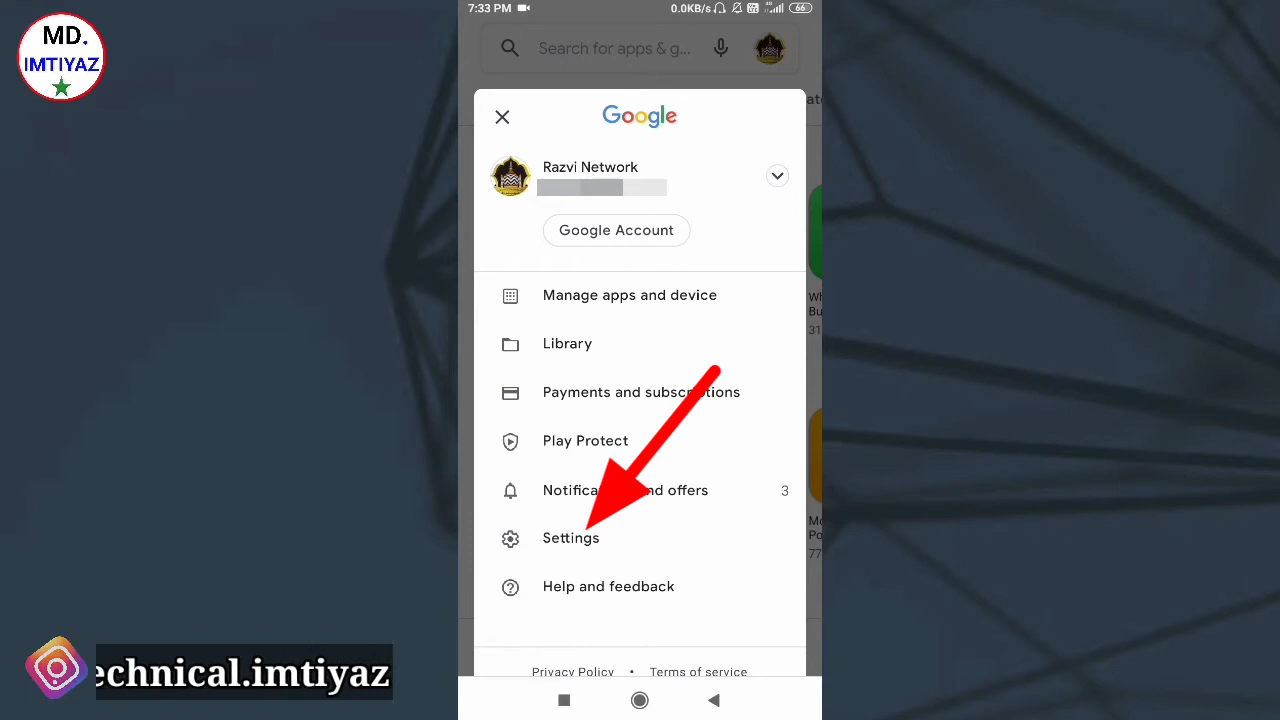 MD.
IMTIYAZ
7:33 PM
0.0KB/s
66
Search for apps & g...
Google
Razvi Network
Google Account
Manage apps and device
Library
Payments and subscriptions
Play Protect
and offers
3
Settings
Help and feedback
Privacy Policy • Terms of service
echnical.imtiyaz